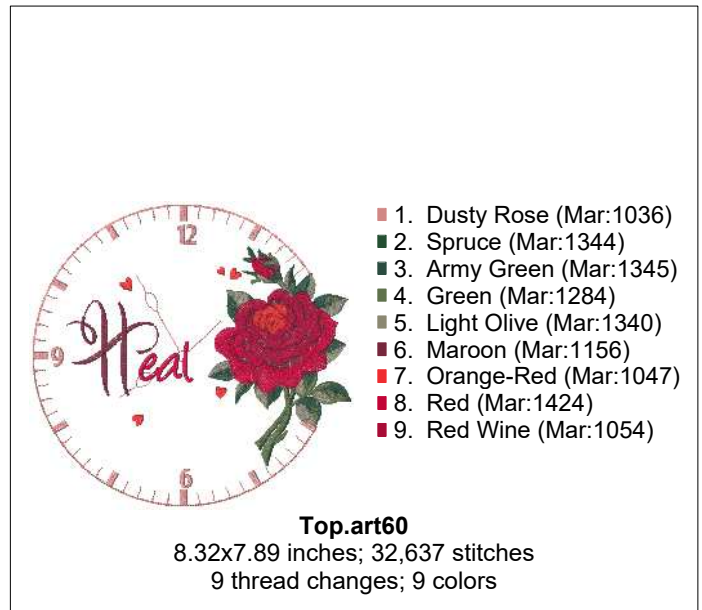 12
9
Heal
6
1. Dusty Rose (Mar:1036)
2. Spruce (Mar:1344)
3. Army Green (Mar:1345)
4. Green (Mar:1284)
5. Light Olive (Mar:1340)
6. Maroon (Mar:1156)
7. Orange-Red (Mar:1047)
8. Red (Mar:1424)
9. Red Wine (Mar:1054)
Top.art60
8.32x7.89 inches; 32,637 stitches
9 thread changes; 9 colors